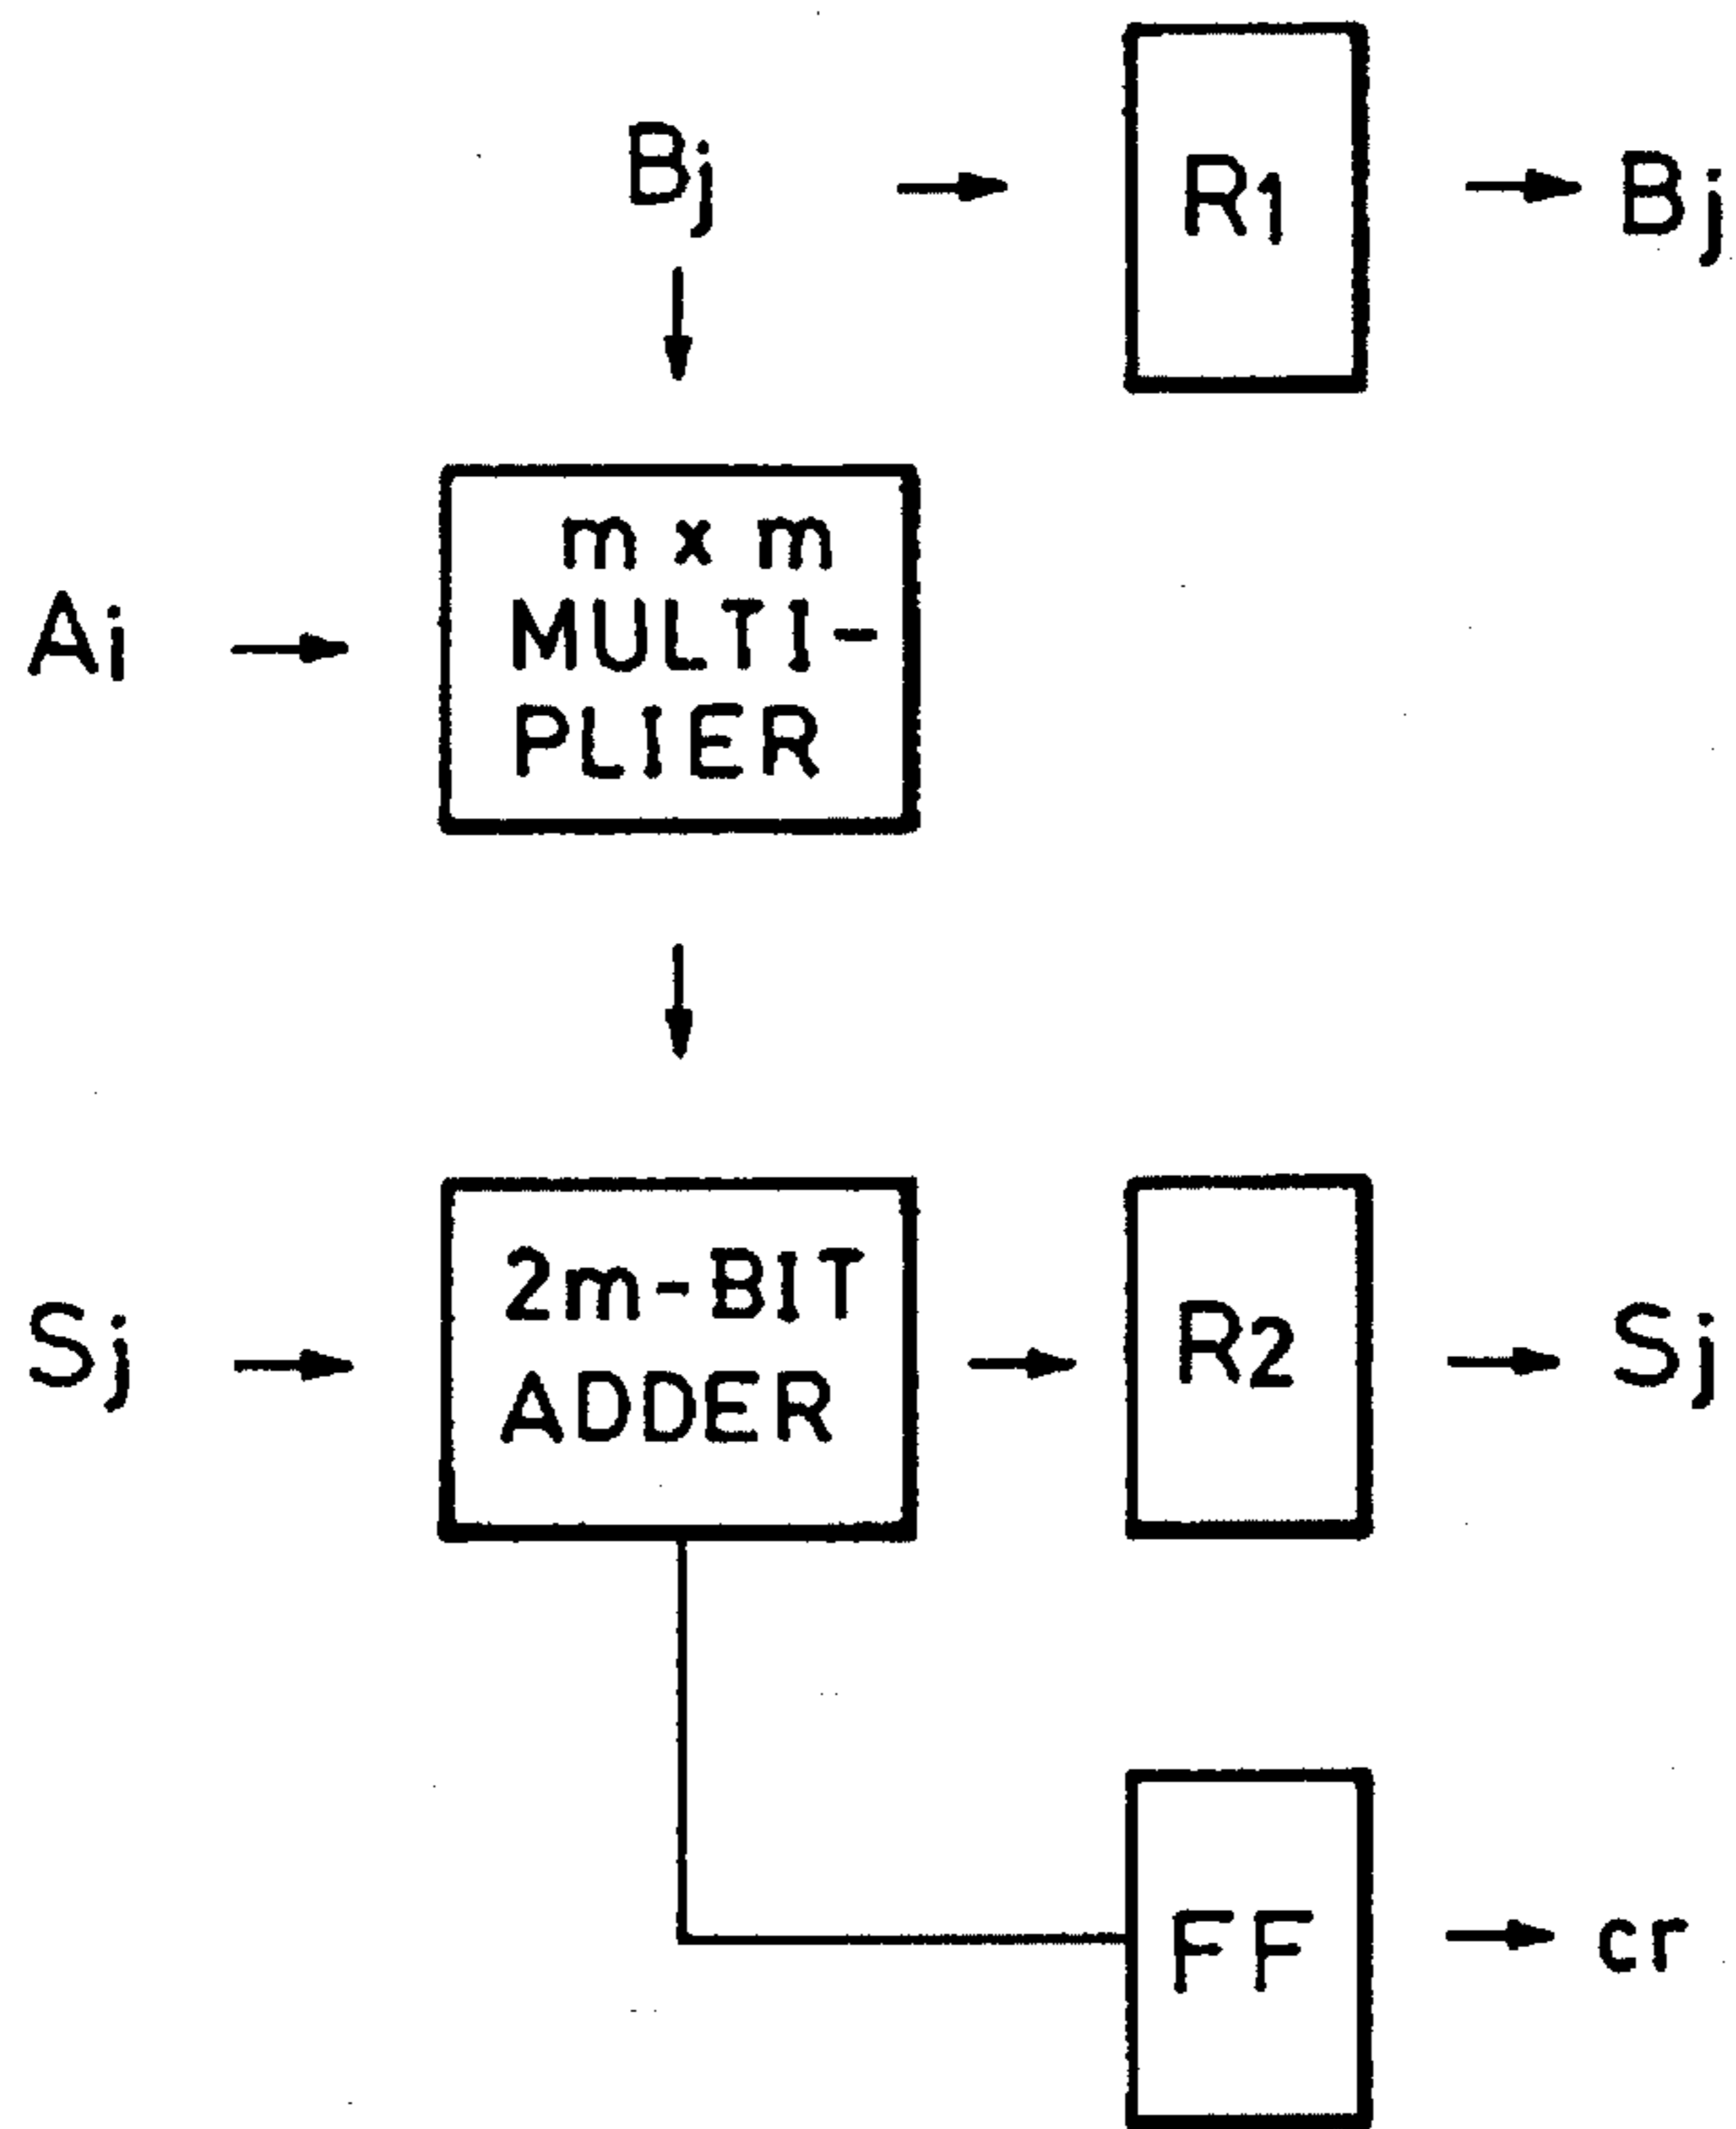 Bj
R1
Bj
Ai
m x m
MULTI-
PLIER
Sj
2m-BIT
ADDER
R2
Sj
FF
cr